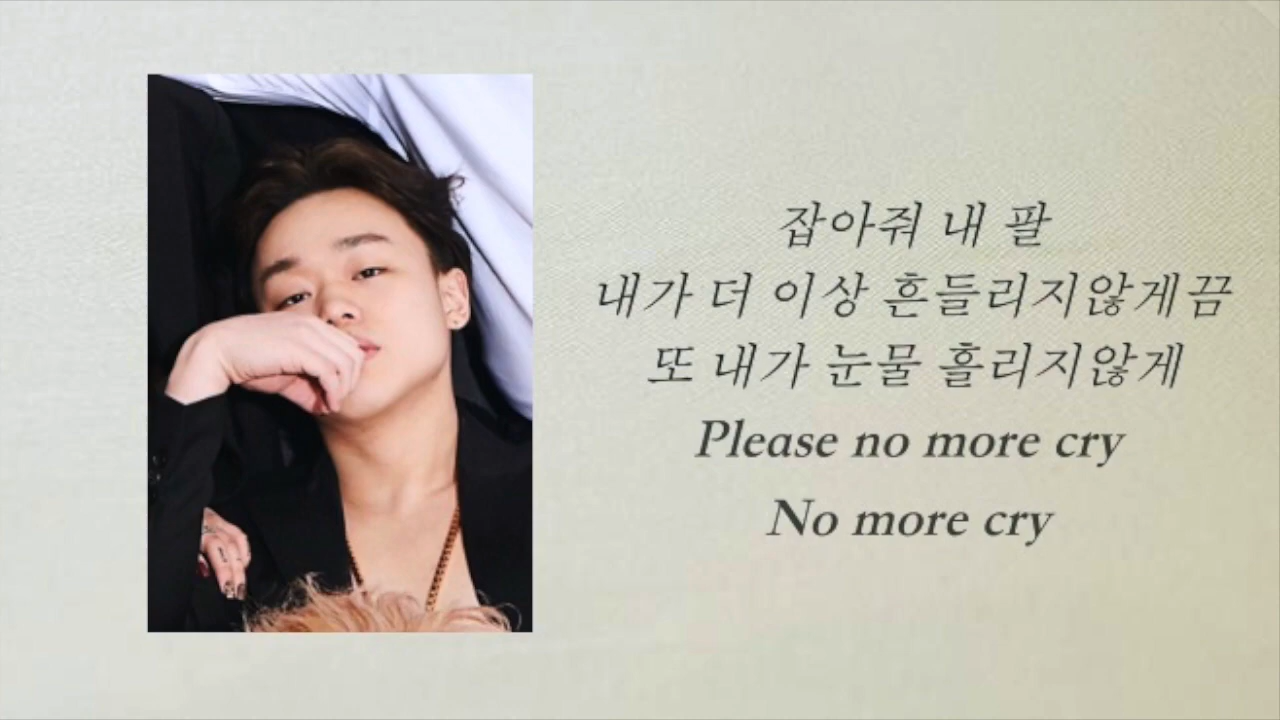 잡아줘 내 팔
내가 더 이상 흔들리지않게끔
또 내가 눈물 흘리지않게
Please no more cry
No more cry